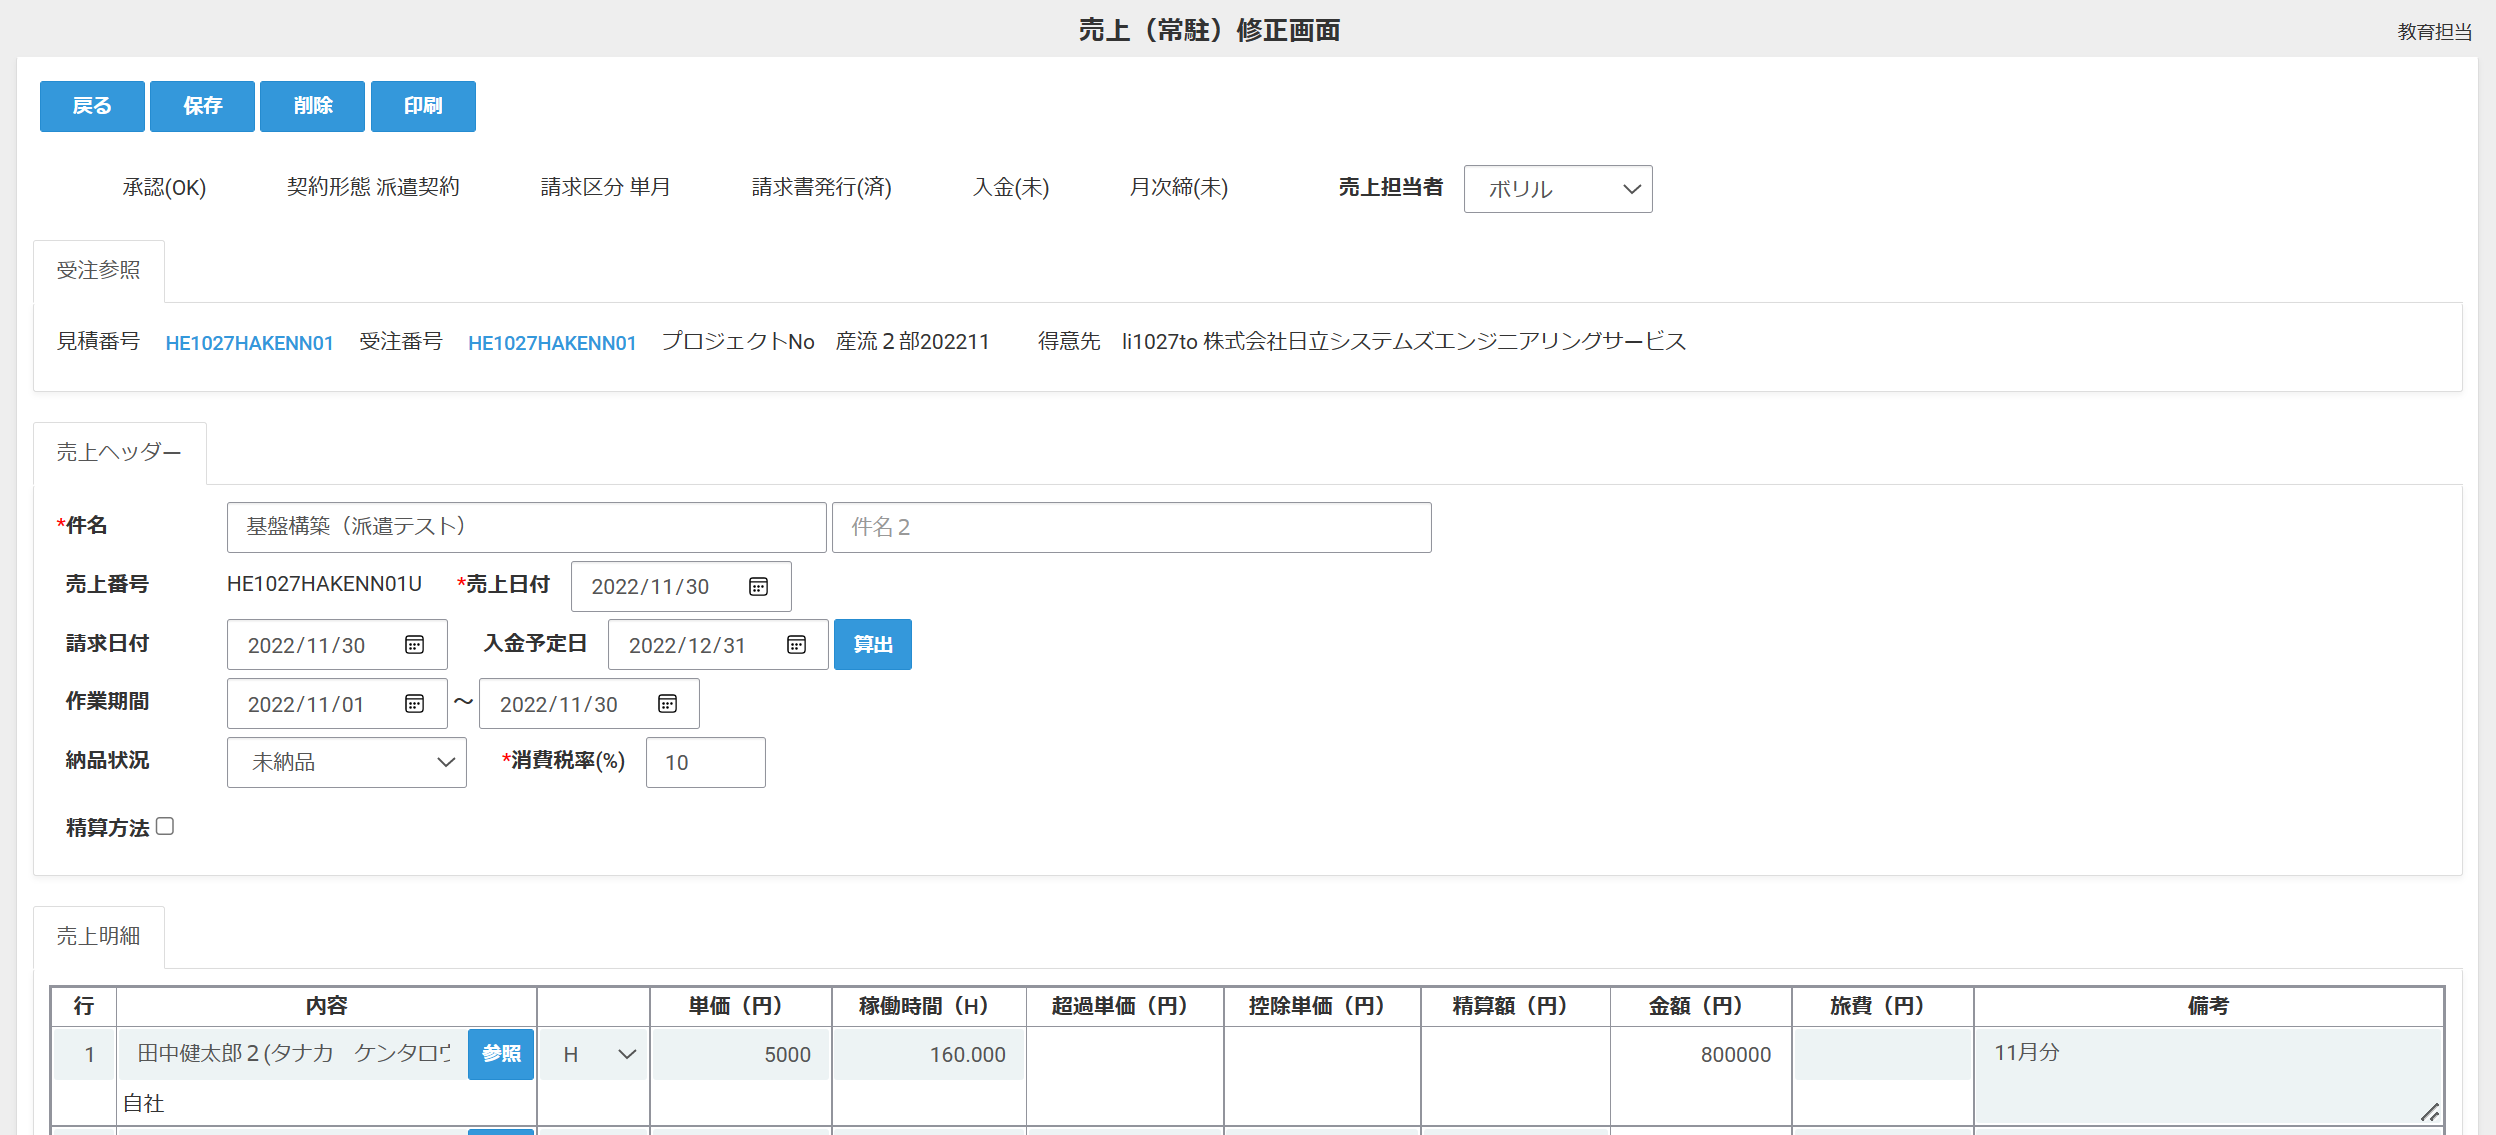 売上（常駐）修正画面
教育担当
戻る 保存 削除 印刷
承認(OK) 契約形態 派遣契約 請求区分 単月 請求書発行(済) 入金(未) 月次締(未) 売上担当者 ボリル
受注参照
見積番号 HE1027HAKENN01 受注番号 HE1027HAKENN01 プロジェクトNo 産流２部202211 得意先 li1027to 株式会社日立システムズエンジニアリングサービス
売上ヘッダー
*件名 基盤構築（派遣テスト） 件名２
売上番号 HE1027HAKENN01U *売上日付 2022/11/30
請求日付 2022/11/30 入金予定日 2022/12/31 算出
作業期間 2022/11/01 ～ 2022/11/30
納品状況 未納品 *消費税率(%) 10
精算方法
売上明細
行 内容 単価（円） 稼働時間（H） 超過単価（円） 控除単価（円） 精算額（円） 金額（円） 旅費（円） 備考
1 田中健太郎２(タナカ　ケンタロウ 参照 H 5000 160.000 800000 11月分
自社